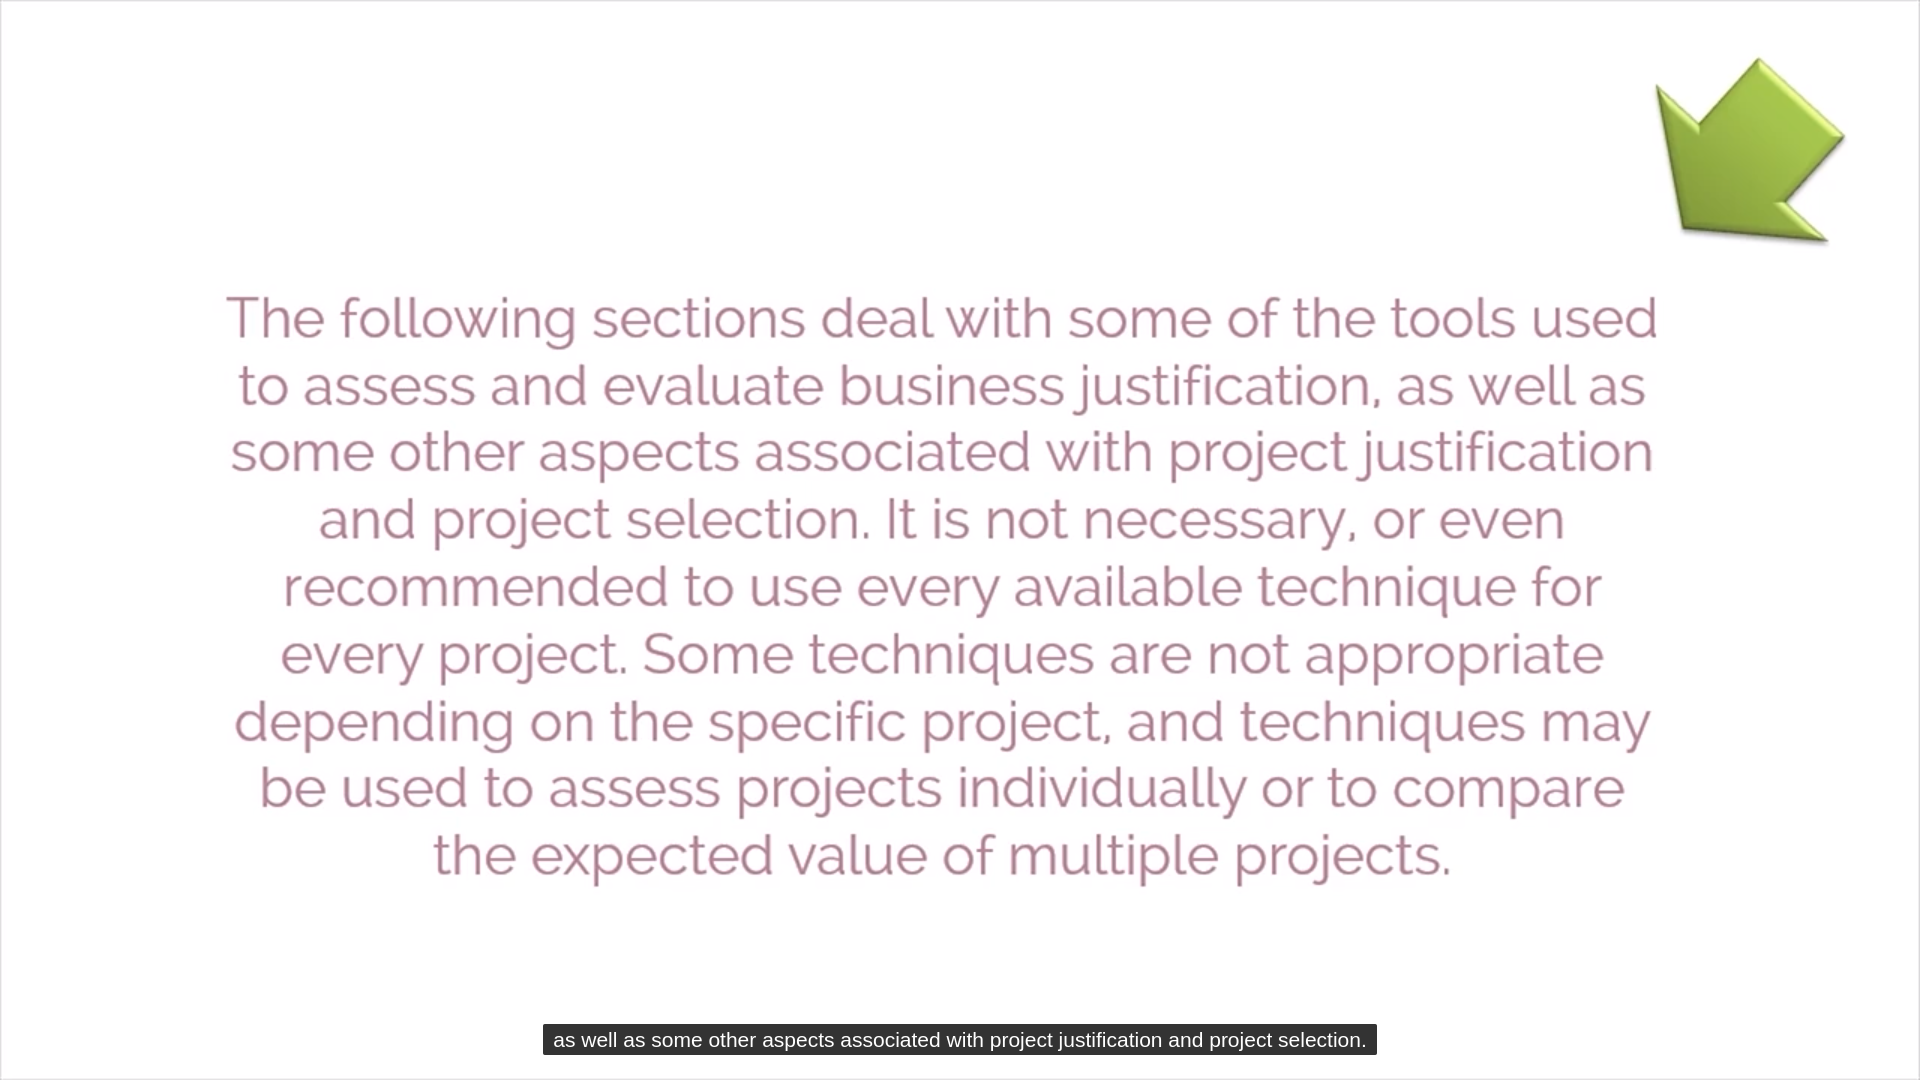 The following sections deal with some of the tools used
to assess and evaluate business justification, as well as
some other aspects associated with project justification
and project selection. It is not necessary, or even
recommended to use every available technique for
every project. Some techniques are not appropriate
depending on the specific project, and techniques may
be used to assess projects individually or to compare
the expected value of multiple projects.
as well as some other aspects associated with project justification and project selection.